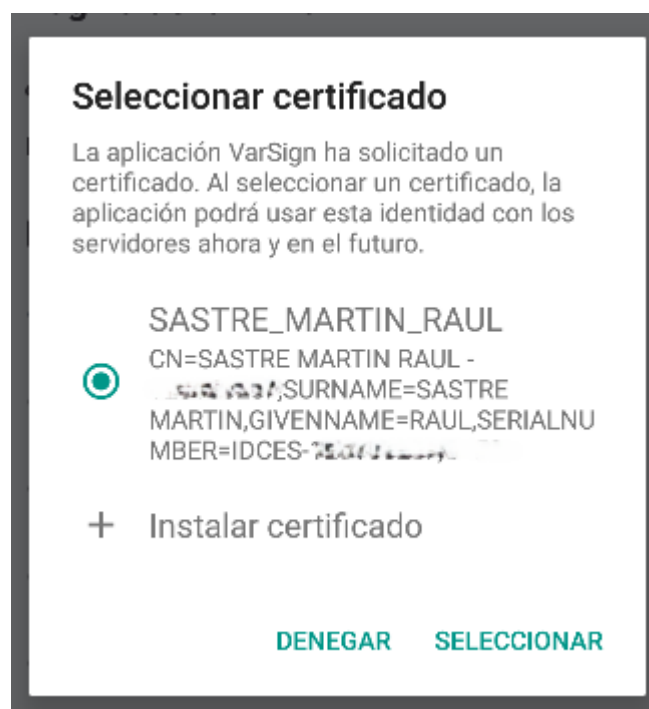 Seleccionar certificado
La aplicación VarSign ha solicitado un
certificado. Al seleccionar un certificado, la
aplicación podrá usar esta identidad con los
servidores ahora y en el futuro.
SASTRE_MARTIN_RAUL
CN=SASTRE MARTIN RAUL -
,SURNAME=SASTRE
MARTIN,GIVENNAME=RAUL,SERIALNU
MBER=IDCES-
+ Instalar certificado
DENEGAR SELECCIONAR